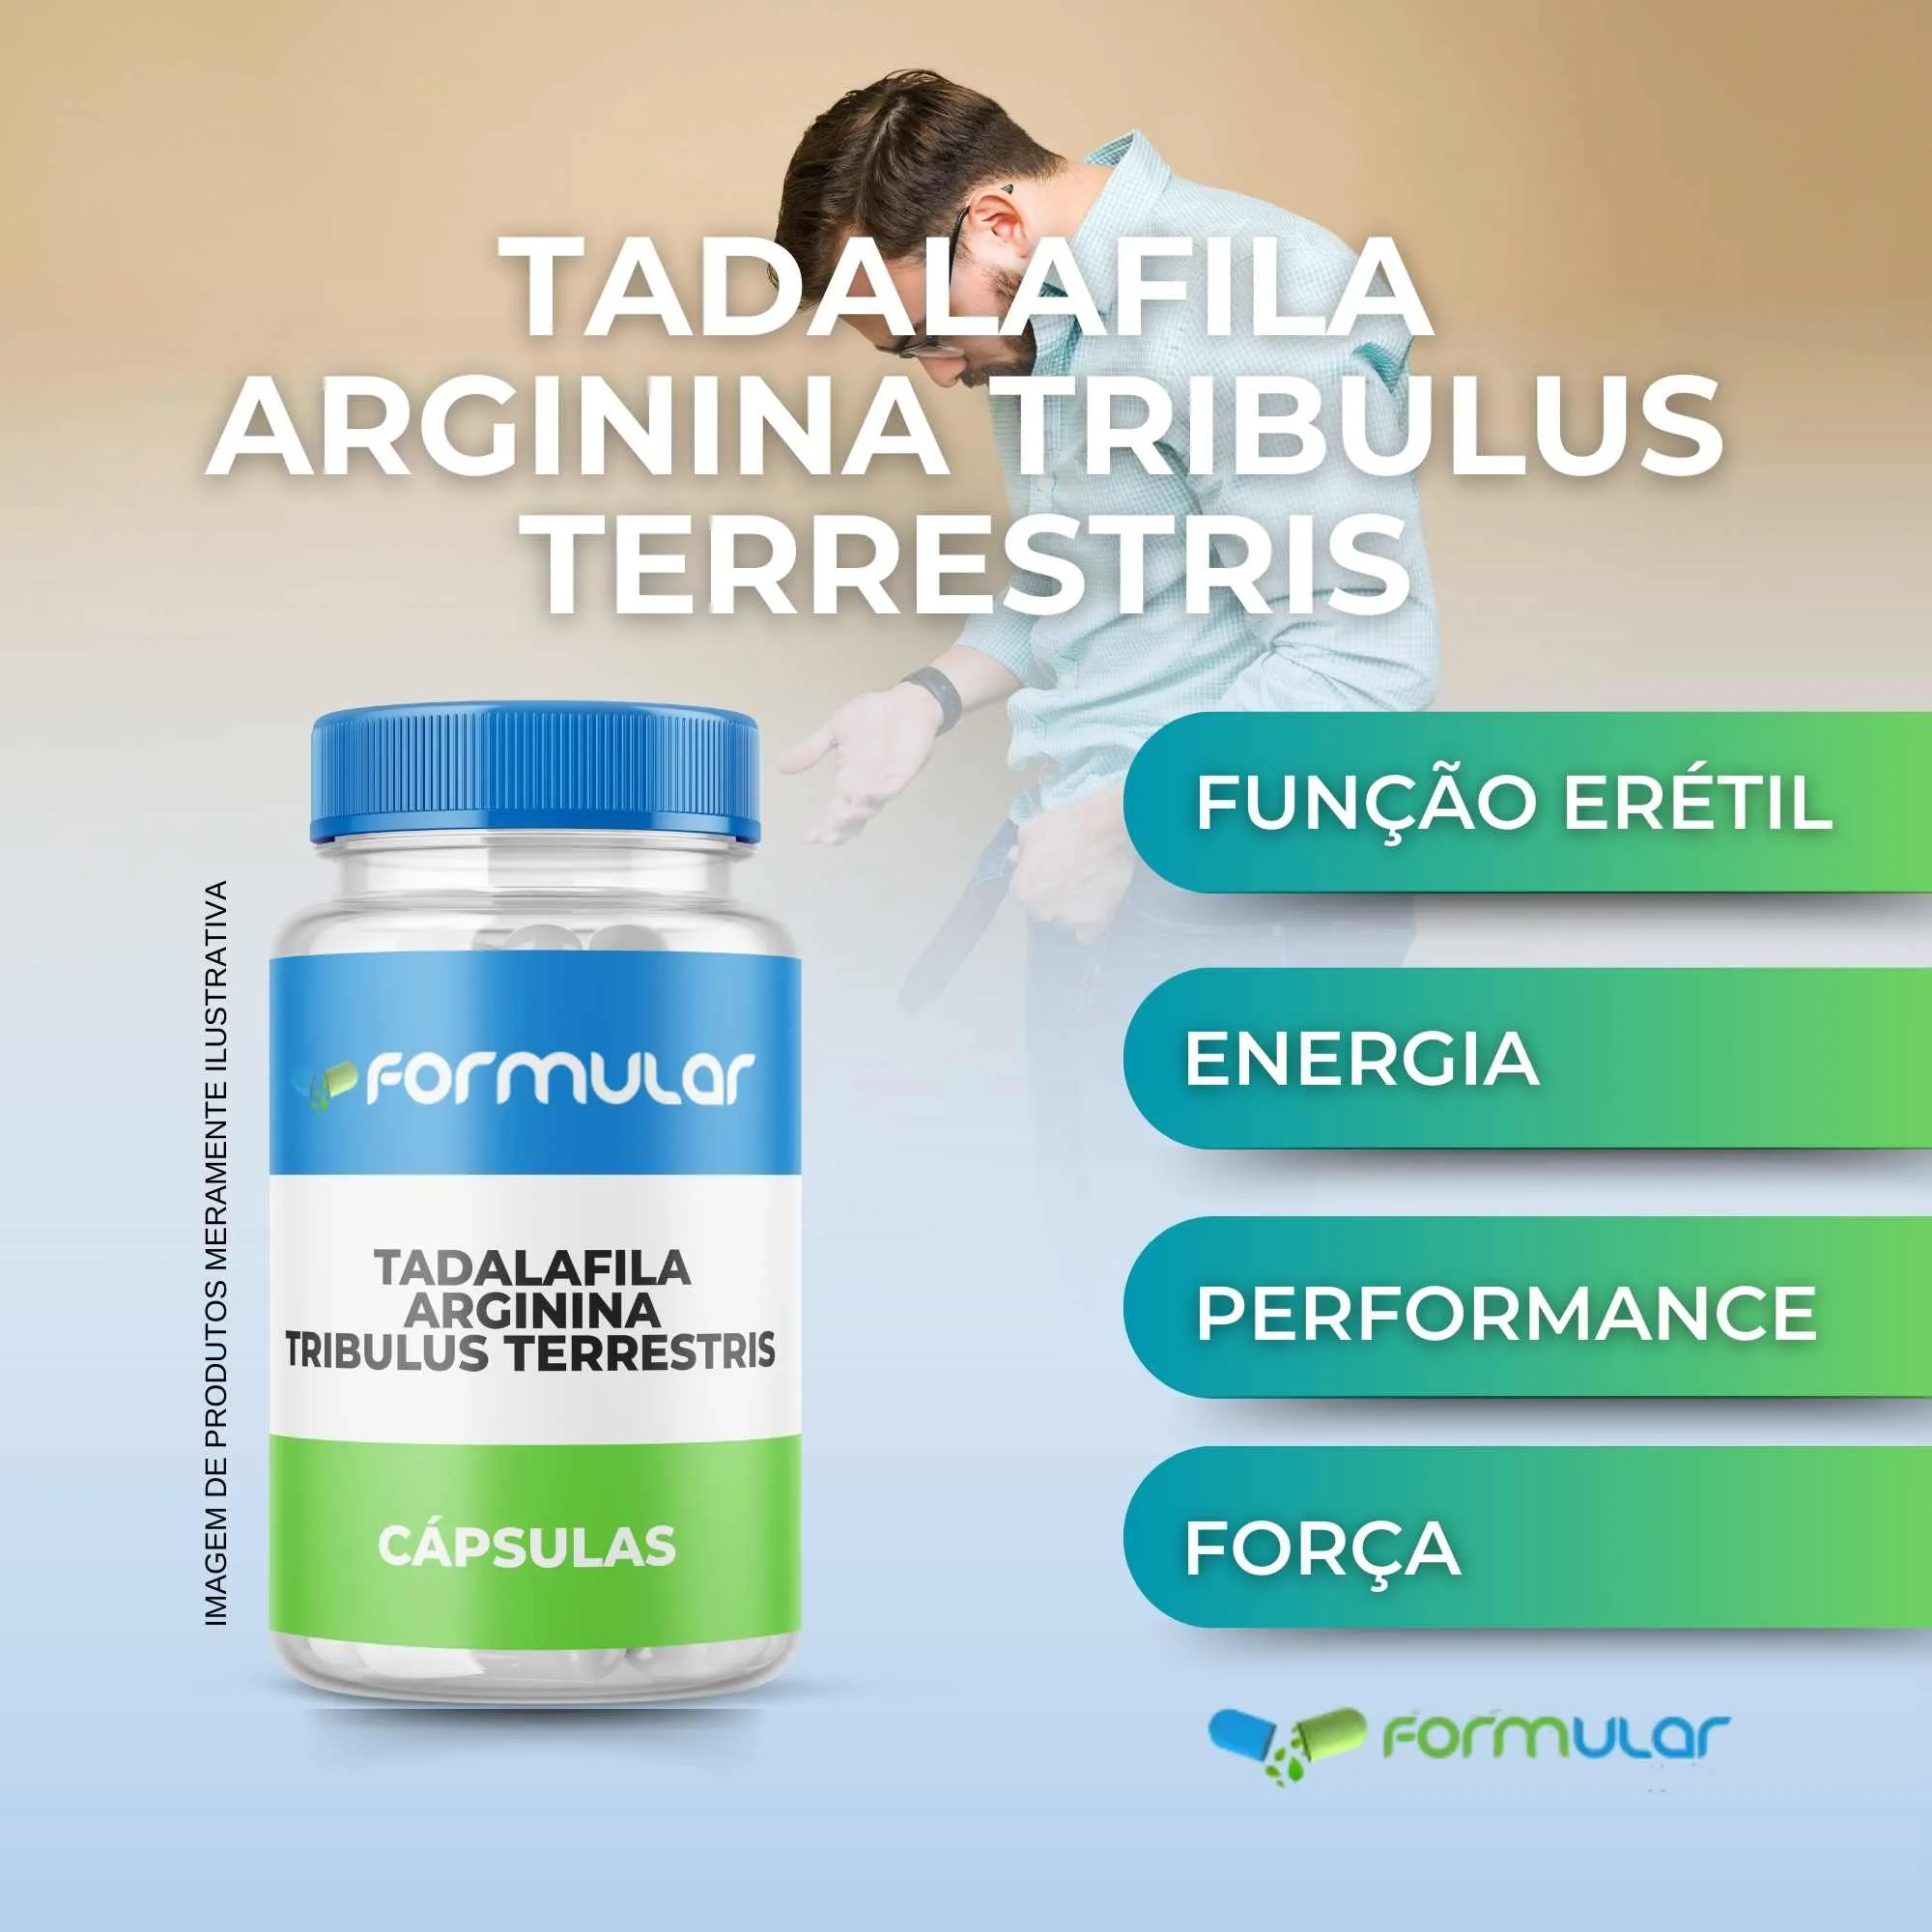 TADALAFILA
ARGININA TRIBULUS
TERRESTRIS
FUNÇÃO ERÉTIL
ENERGIA
PERFORMANCE
FORÇA
IMAGEM DE PRODUTOS MERAMENTE ILUSTRATIVA
FORMULAR
TADALAFILA
ARGININA
TRIBULUS TERRESTRIS
CÁPSULAS
FORMULAR